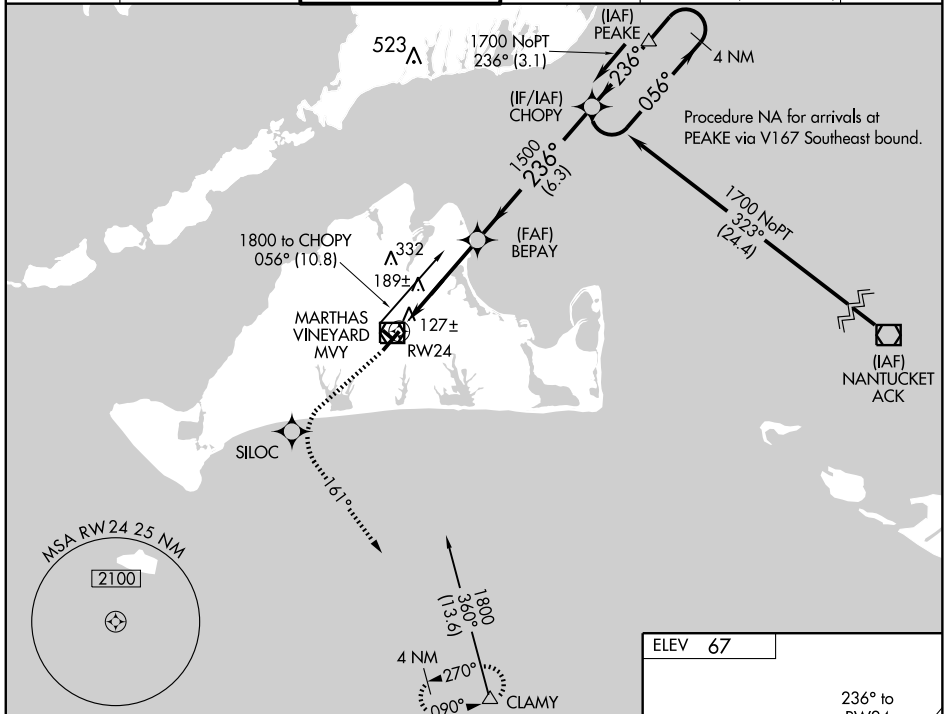 (IAF)
PEAKE
523
1700 NoPT
236° (3.1)
4 NM
236°
056°
(IF/IAF)
CHOPY
Procedure NA for arrivals at
PEAKE via V167 Southeast bound.
1500
236°
(6.3)
1700 NoPT
323°
(24.4)
1800 to CHOPY
056° (10.8)
332
189±
(FAF)
BEPAY
MARTHAS
VINEYARD
MVY
127±
RW24
(IAF)
NANTUCKET
ACK
SILOC
161°
MSA RW24 25 NM
2100
1800
360°
(13.6)
4 NM
270°
090°
CLAMY
ELEV 67
236° to
RW24